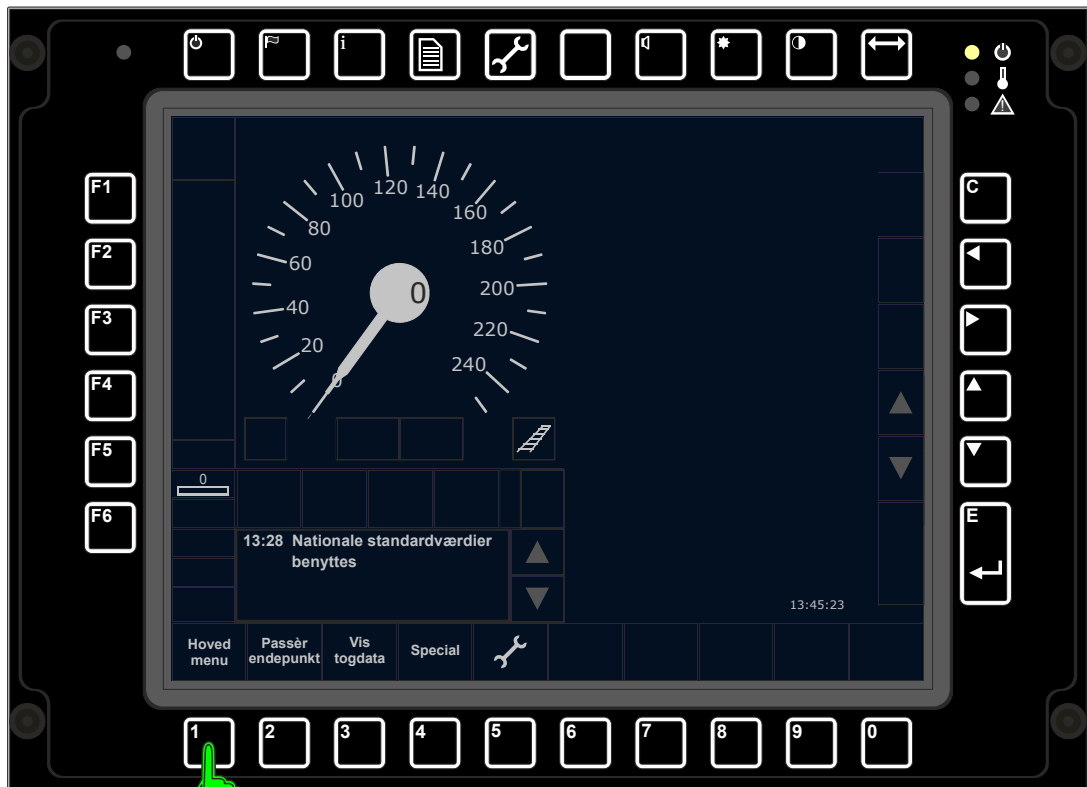 i
F1
F2
F3
F4
F5
F6
C
E
0
20
40
60
80
100
120
140
160
180
200
220
240
0
0
13:28 Nationale standardværdier
benyttes
13:45:23
Hoved
menu
Passèr
endepunkt
Vis
togdata
Special
1
2
3
4
5
6
7
8
9
0